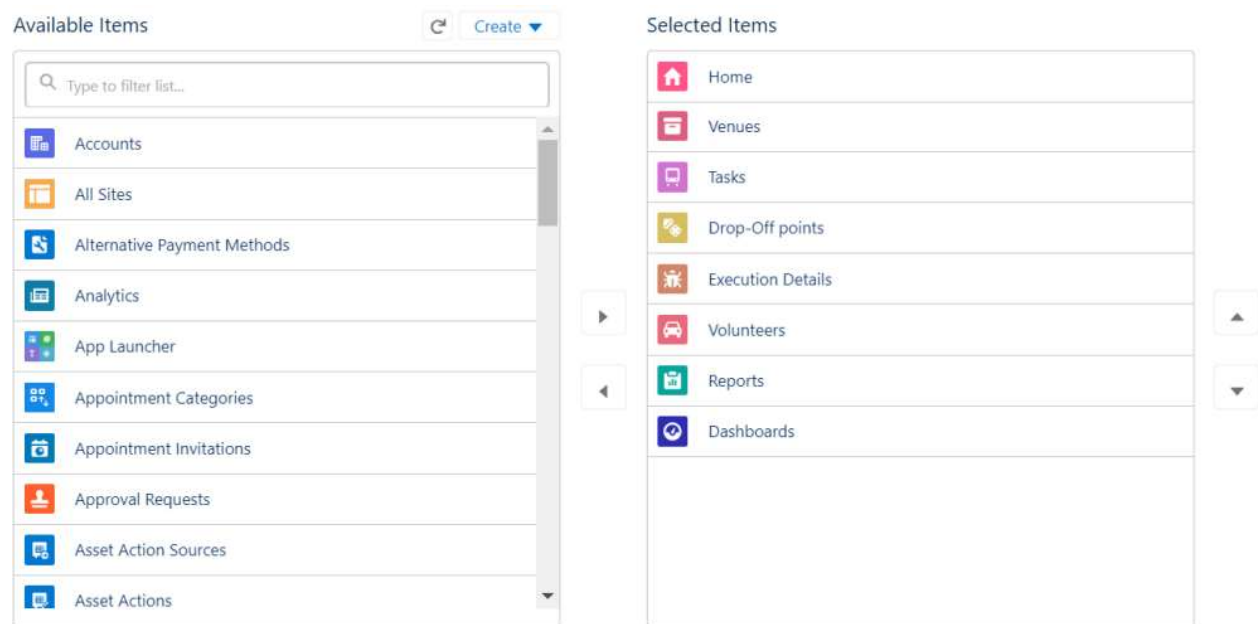 Available Items
Create
Type to filter list...
Accounts
All Sites
Alternative Payment Methods
Analytics
App Launcher
Appointment Categories
Appointment Invitations
Approval Requests
Asset Action Sources
Asset Actions
Selected Items
Home
Venues
Tasks
Drop-Off points
Execution Details
Volunteers
Reports
Dashboards